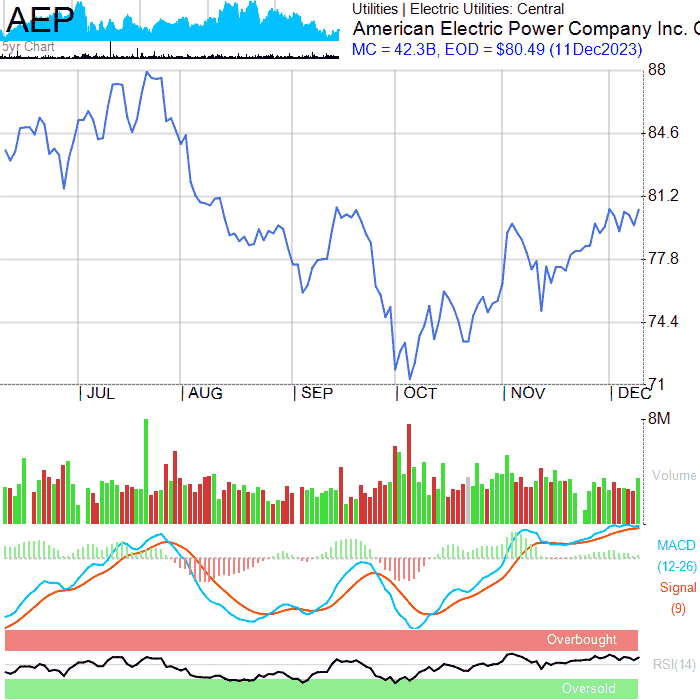 AEP
5yr Chart
Utilities | Electric Utilities: Central
American Electric Power Company Inc. C
MC = 42.3B, EOD = $80.49 (11Dec2023)
88
84.6
81.2
77.8
74.4
71
| JUL | AUG | SEP | OCT | NOV | DEC
8M
Volume
MACD
(12-26)
Signal
(9)
Overbought
RSI(14)
Oversold